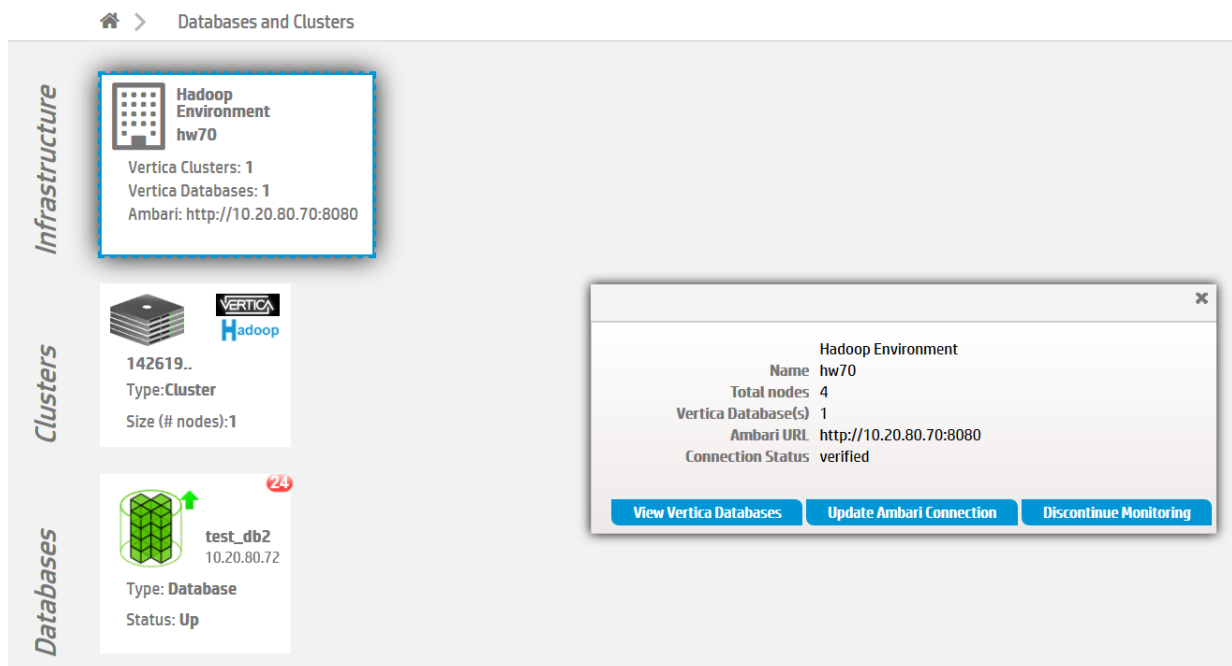 Databases and Clusters
Infrastructure
Hadoop
Environment
hw70
Vertica Clusters: 1
Vertica Databases: 1
Ambari: http://10.20.80.70:8080
Clusters
VERTICA
Hadoop
142619..
Type:Cluster
Size (# nodes):1
Databases
24
test_db2
10.20.80.72
Type: Database
Status: Up
Hadoop Environment
Name hw70
Total nodes 4
Vertica Database(s) 1
Ambari URL http://10.20.80.70:8080
Connection Status verified
View Vertica Databases
Update Ambari Connection
Discontinue Monitoring